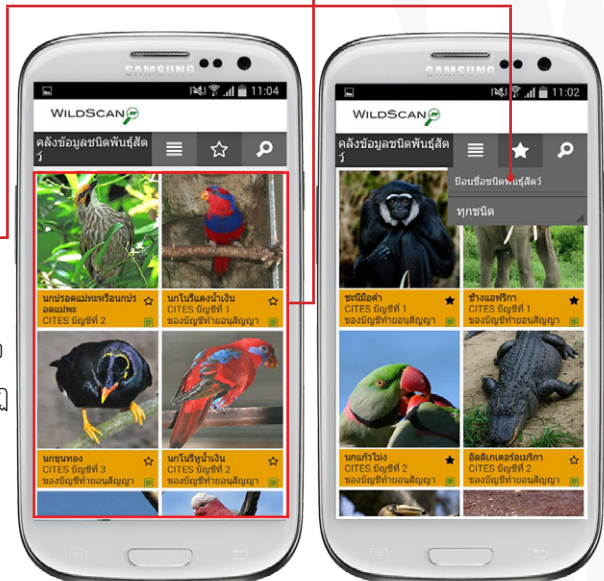 SAMSUNG
11:04
WILDSCAN
คลังข้อมูลชนิดพันธุ์สัต
ว์
นกปรอดแม่ทะหรือนกปร
อดแม่พะ
CITES บัญชีที่ 2
นกโนรีแดงน้ำเงิน
CITES บัญชีที่ 1
ของบัญชีท้ายอนุสัญญา
นกขุนทอง
CITES บัญชีที่ 3
ของบัญชีท้ายอนุสัญญา
นกโนรีหูน้ำเงิน
CITES บัญชีที่ 2
ของบัญชีท้ายอนุสัญญา
SAMSUNG
11:02
WILDSCAN
คลังข้อมูลชนิดพันธุ์สัต
ว์
ป้อนชื่อชนิดพันธุ์สัตว์
ทุกชนิด
ชะนีมือดำ
CITES บัญชีที่ 1
ของบัญชีท้ายอนุสัญญา
ช้างแอฟริกา
CITES บัญชีที่ 1
ของบัญชีท้ายอนุสัญญา
นกแก้วโม่ง
CITES บัญชีที่ 2
ของบัญชีท้ายอนุสัญญา
อัลลิเกเตอร์อเมริกา
CITES บัญชีที่ 2
ของบัญชีท้ายอนุสัญญา